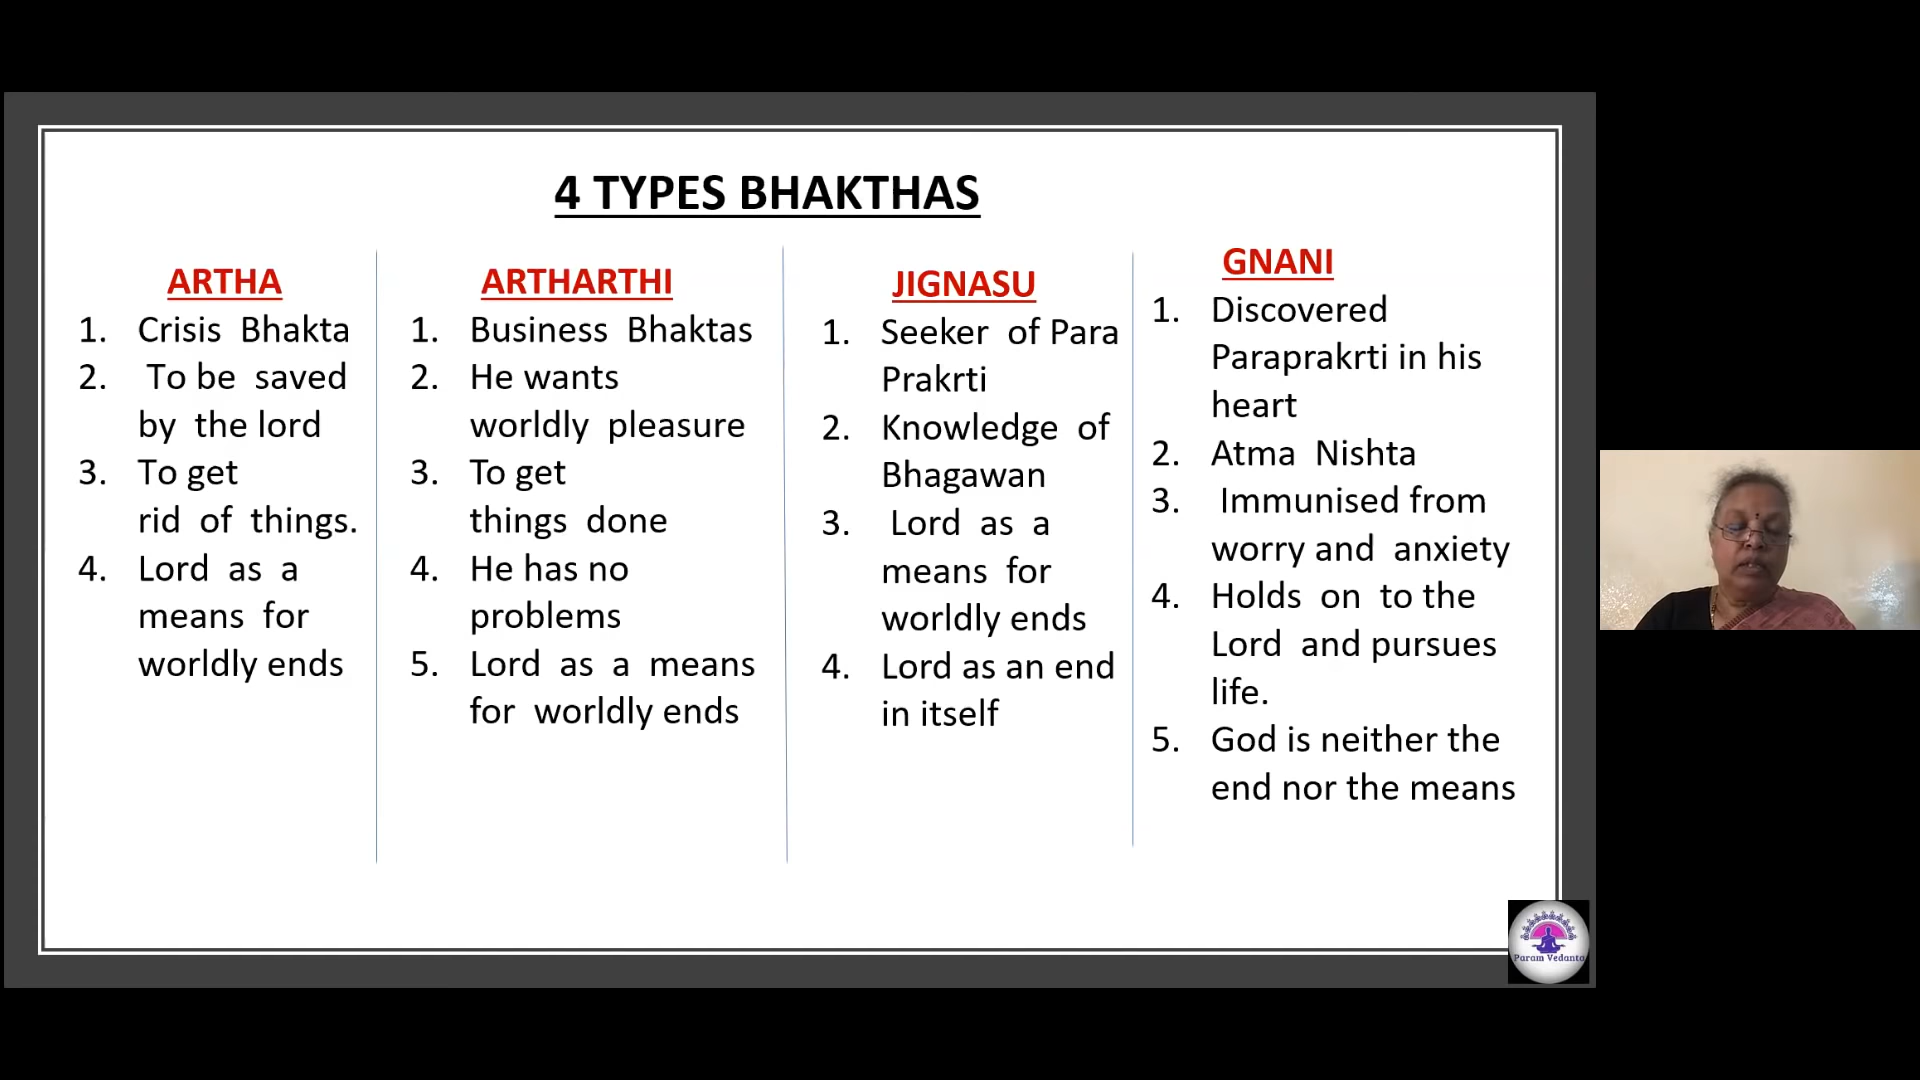 4 TYPES BHAKTHAS
ARTHA
1. Crisis Bhakta
2. To be saved
by the lord
3. To get
rid of things.
4. Lord as a
means for
worldly ends
ARTHARTHI
1. Business Bhaktas
2. He wants
worldly pleasure
3. To get
things done
4. He has no
problems
5. Lord as a means
for worldly ends
JIGNASU
1. Seeker of Para
Prakrti
2. Knowledge of
Bhagawan
3. Lord as a
means for
worldly ends
4. Lord as an end
in itself
GNANI
1. Discovered
Paraprakrti in his
heart
2. Atma Nishta
3. Immunised from
worry and anxiety
4. Holds on to the
Lord and pursues
life.
5. God is neither the
end nor the means
Param Vedanta